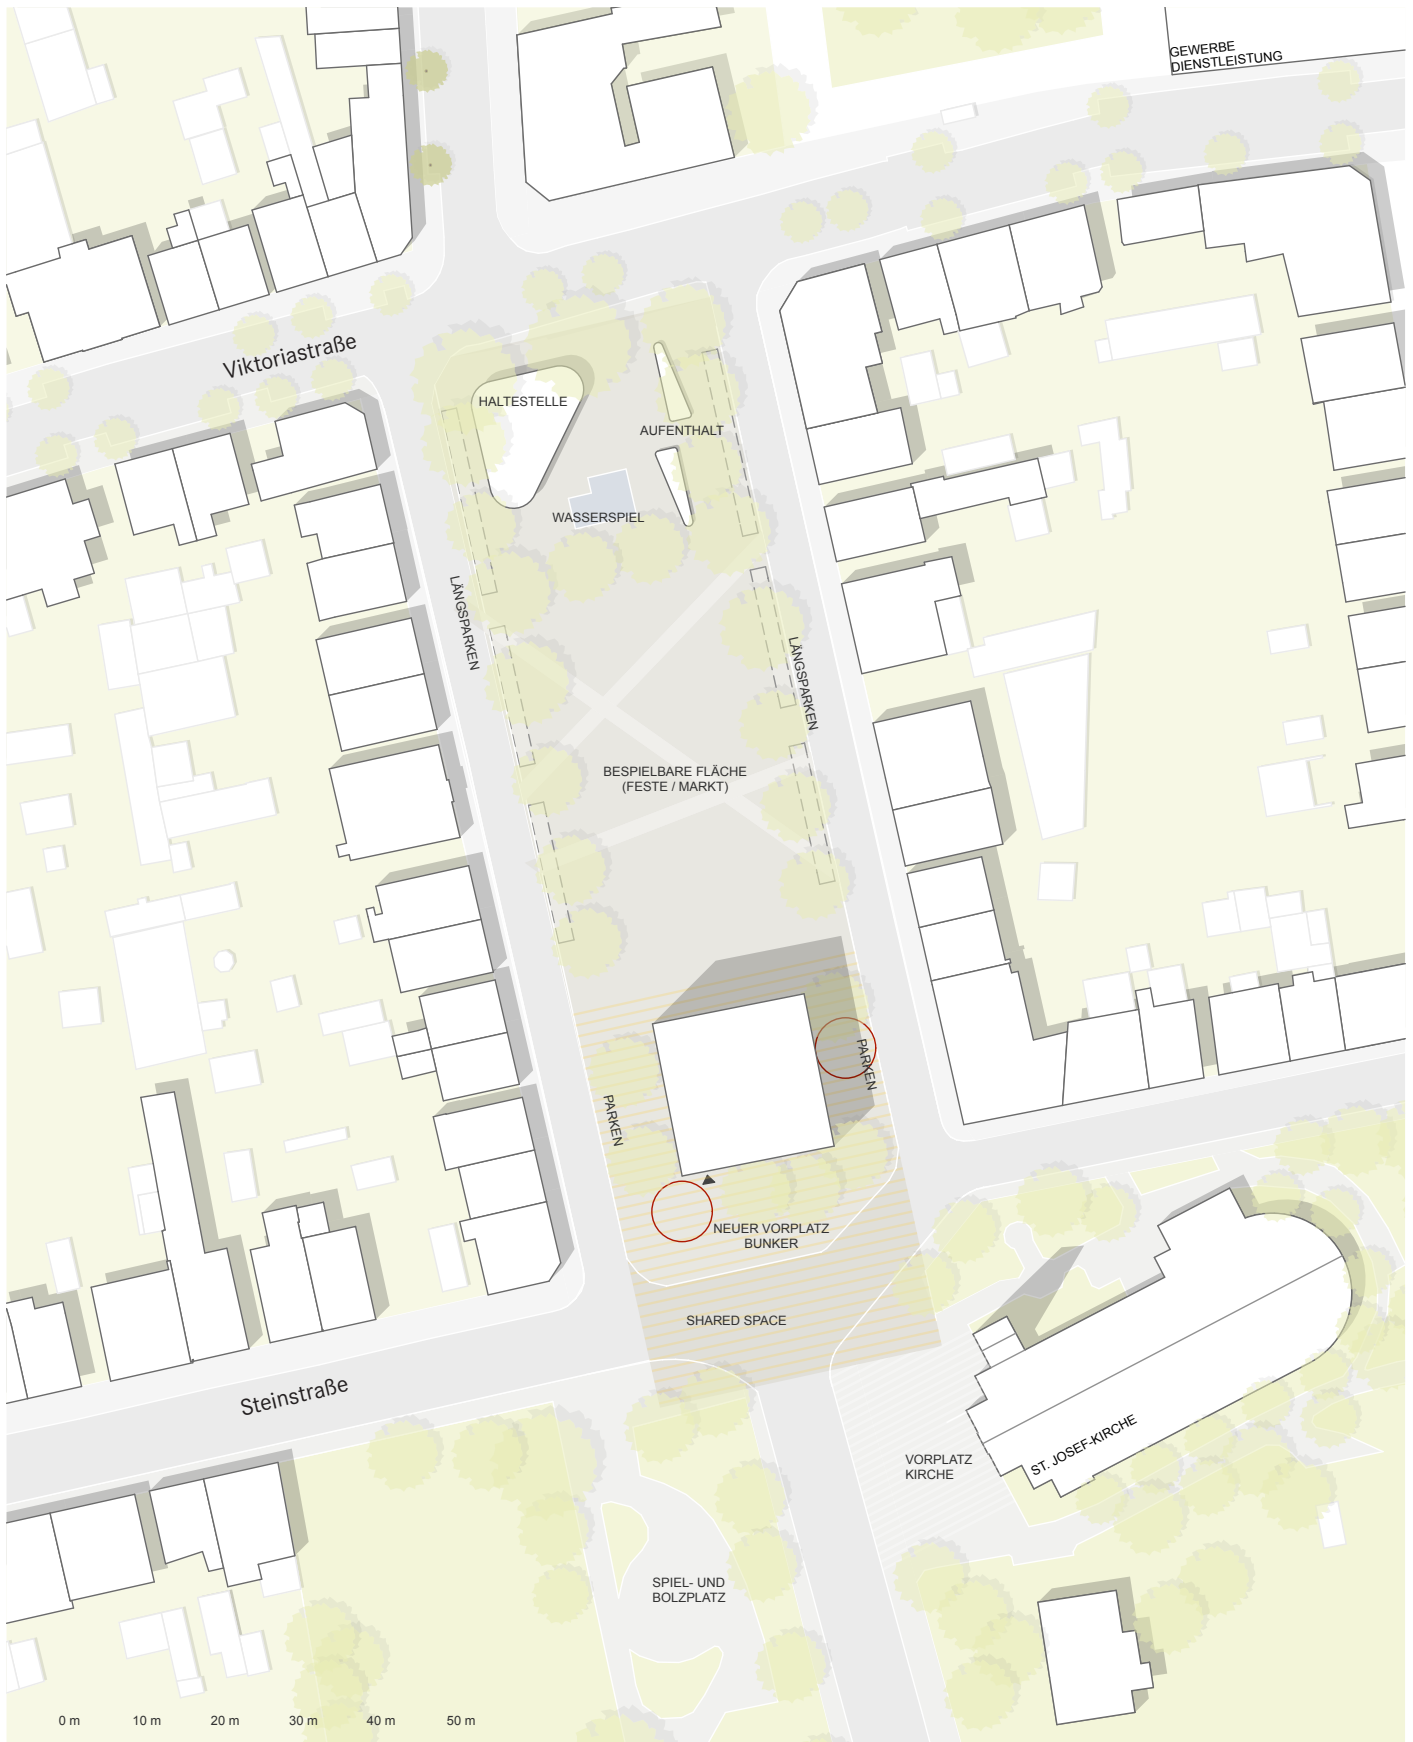 GEWERBE
DIENSTLEISTUNG
Viktoriastraße
HALTESTELLE
AUFENTHALT
WASSERSPIEL
LÄNGSPARKEN
LÄNGSPARKEN
BESPIELBARE FLÄCHE
(FESTE / MARKT)
PARKEN
PARKEN
NEUER VORPLATZ
BUNKER
SHARED SPACE
Steinstraße
ST. JOSEF-KIRCHE
VORPLATZ
KIRCHE
SPIEL- UND
BOLZPLATZ
0 m 10 m 20 m 30 m 40 m 50 m